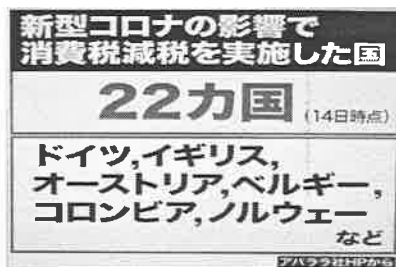 新型コロナの影響で
消費税減税を実施した国
22カ国 (14日時点)
ドイツ,イギリス,
オーストリア,ベルギー,
コロンビア,ノルウェー
など
アバララ社HPから